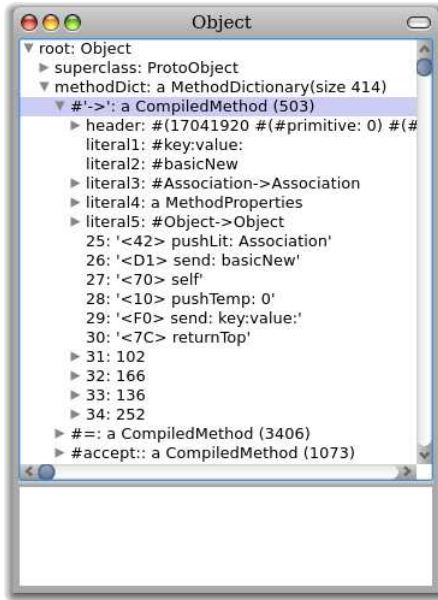 Object
root: Object
superclass: ProtoObject
methodDict: a MethodDictionary(size 414)
#'->': a CompiledMethod (503)
header: #(17041920 #(#primitive: 0) #(#
literal1: #key:value:
literal2: #basicNew
literal3: #Association->Association
literal4: a MethodProperties
literal5: #Object->Object
25: '<42> pushLit: Association'
26: '<D1> send: basicNew'
27: '<70> self'
28: '<10> pushTemp: 0'
29: '<F0> send: key:value:'
30: '<7C> returnTop'
31: 102
32: 166
33: 136
34: 252
#=: a CompiledMethod (3406)
#accept:: a CompiledMethod (1073)